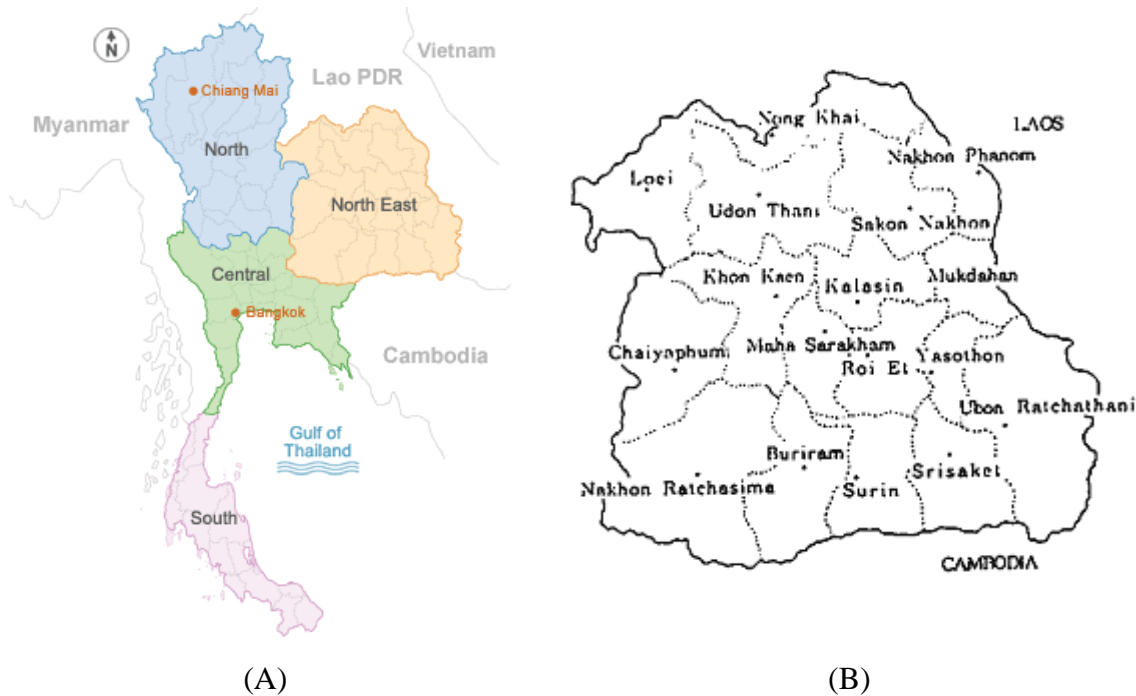 N
Vietnam
Lao PDR
Chiang Mai
Myanmar
North
North East
Central
Bangkok
Cambodia
Gulf of
Thailand
South
(A)
Nong Khai
LAOS
Nakhon Phanom
Loei
Udon Thani
Sakon Nakhon
Khon Kaen
Mukdahan
Kalasin
Maha Sarakham
Chaiyaphum
Yasothon
Roi Et
Ubon Ratchathani
Buriram
Srisaket
Nakhon Ratchasima
Surin
CAMBODIA
(B)